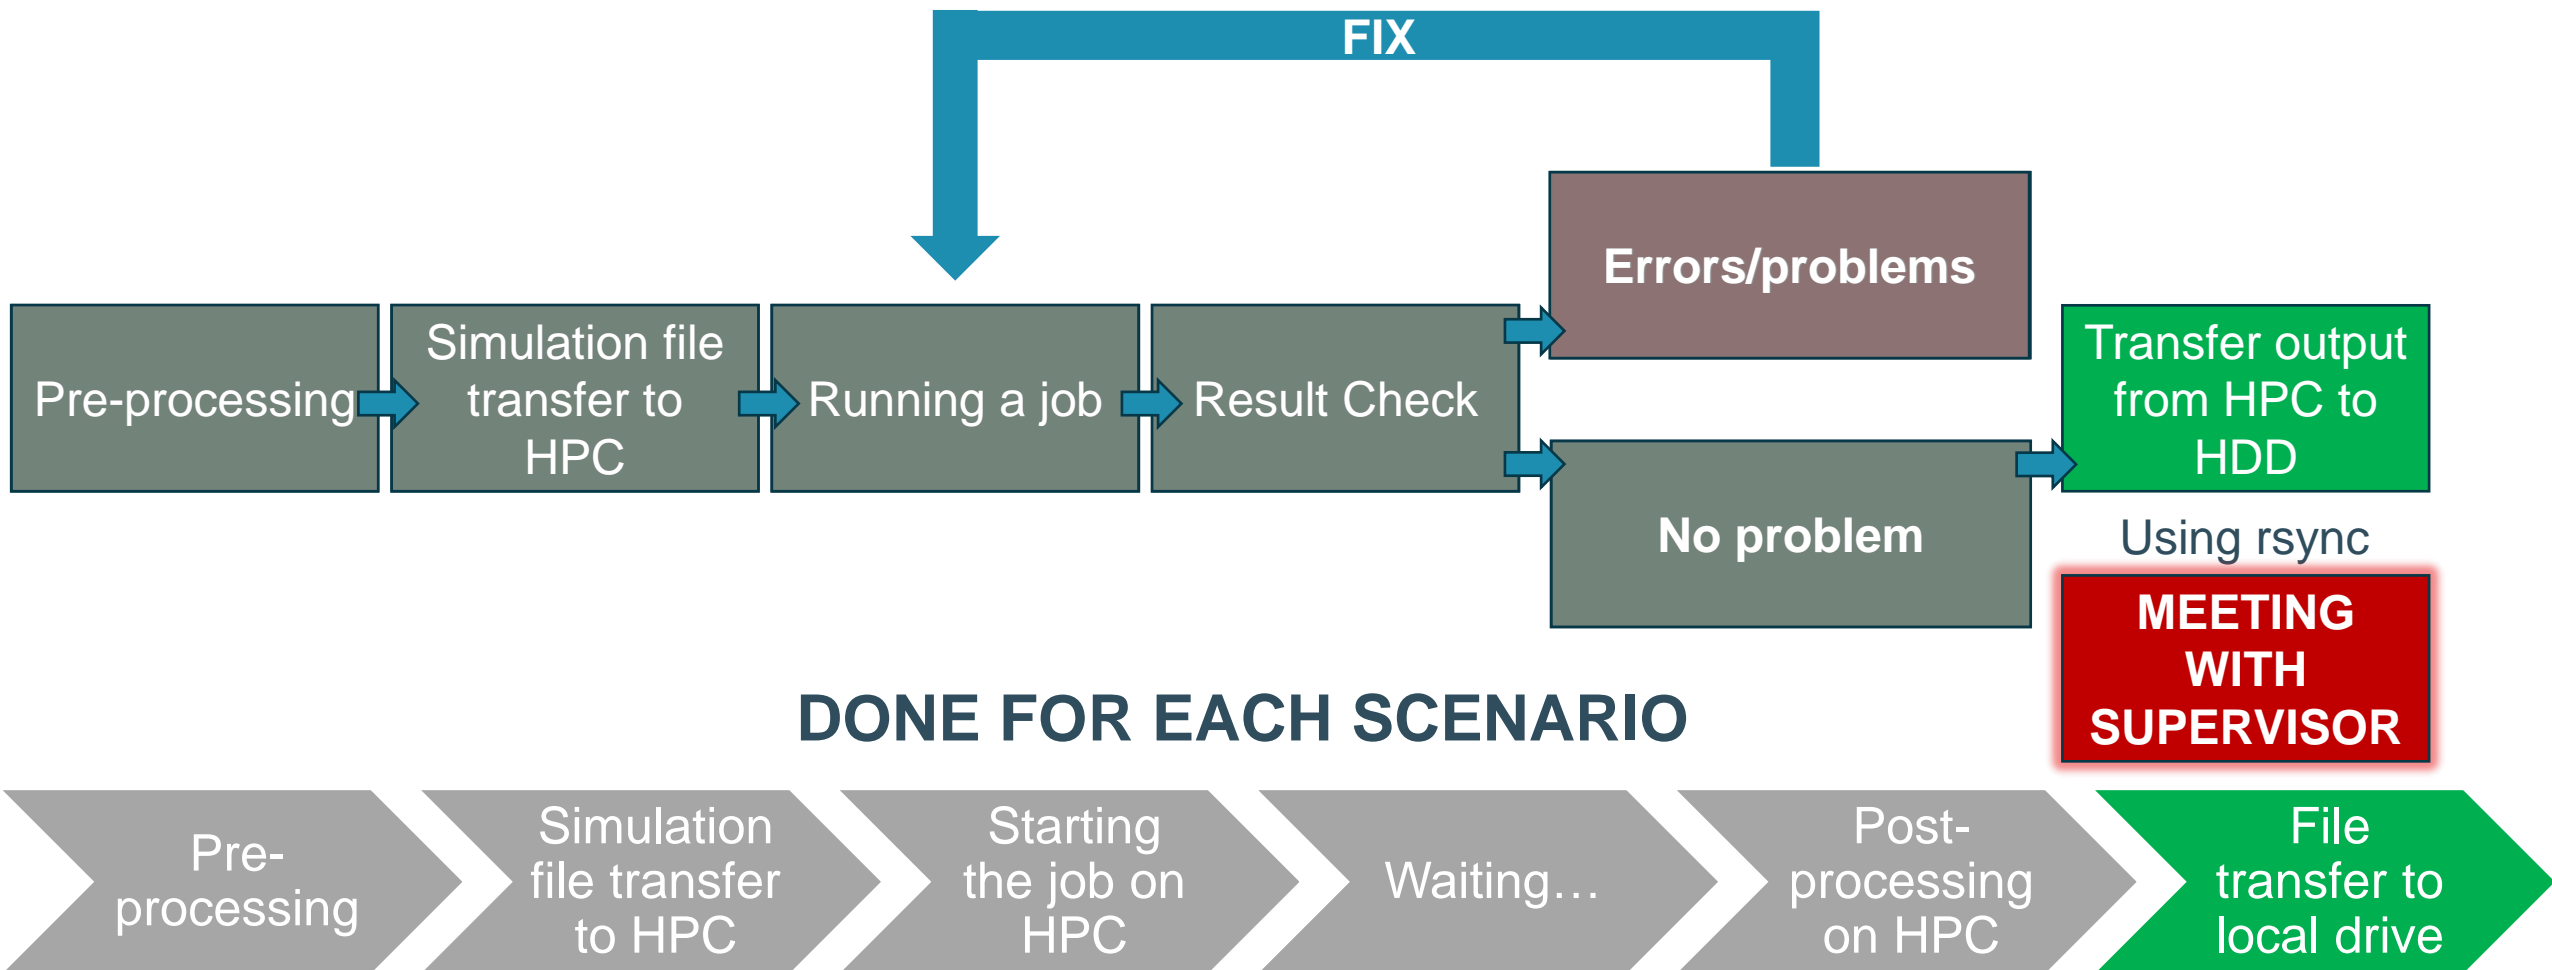 FIX
Errors/problems
Pre-processing
Simulation file
transfer to
HPC
Running a job
Result Check
No problem
Transfer output
from HPC to
HDD
Using rsync
MEETING
WITH
SUPERVISOR
DONE FOR EACH SCENARIO
Pre-
processing
Simulation
file transfer
to HPC
Starting
the job on
HPC
Waiting…
Post-
processing
on HPC
File
transfer to
local drive